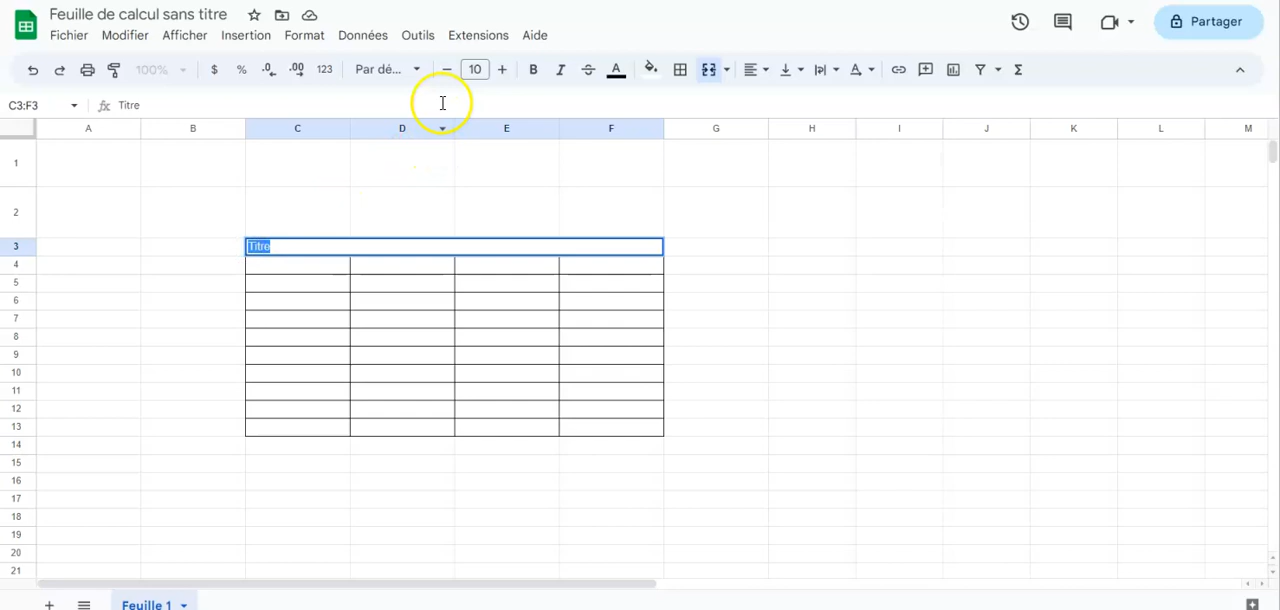 Feuille de calcul sans titre
Fichier Modifier Afficher Insertion Format Données Outils Extensions Aide
Partager
100% $ % .0 .00 123 Par dé... − 10 + B I S A Σ
C3:F3 fx Titre
A B C D E F G H I J K L M
1
2
3 Titre
4
5
6
7
8
9
10
11
12
13
14
15
16
17
18
19
20
21
Feuille 1